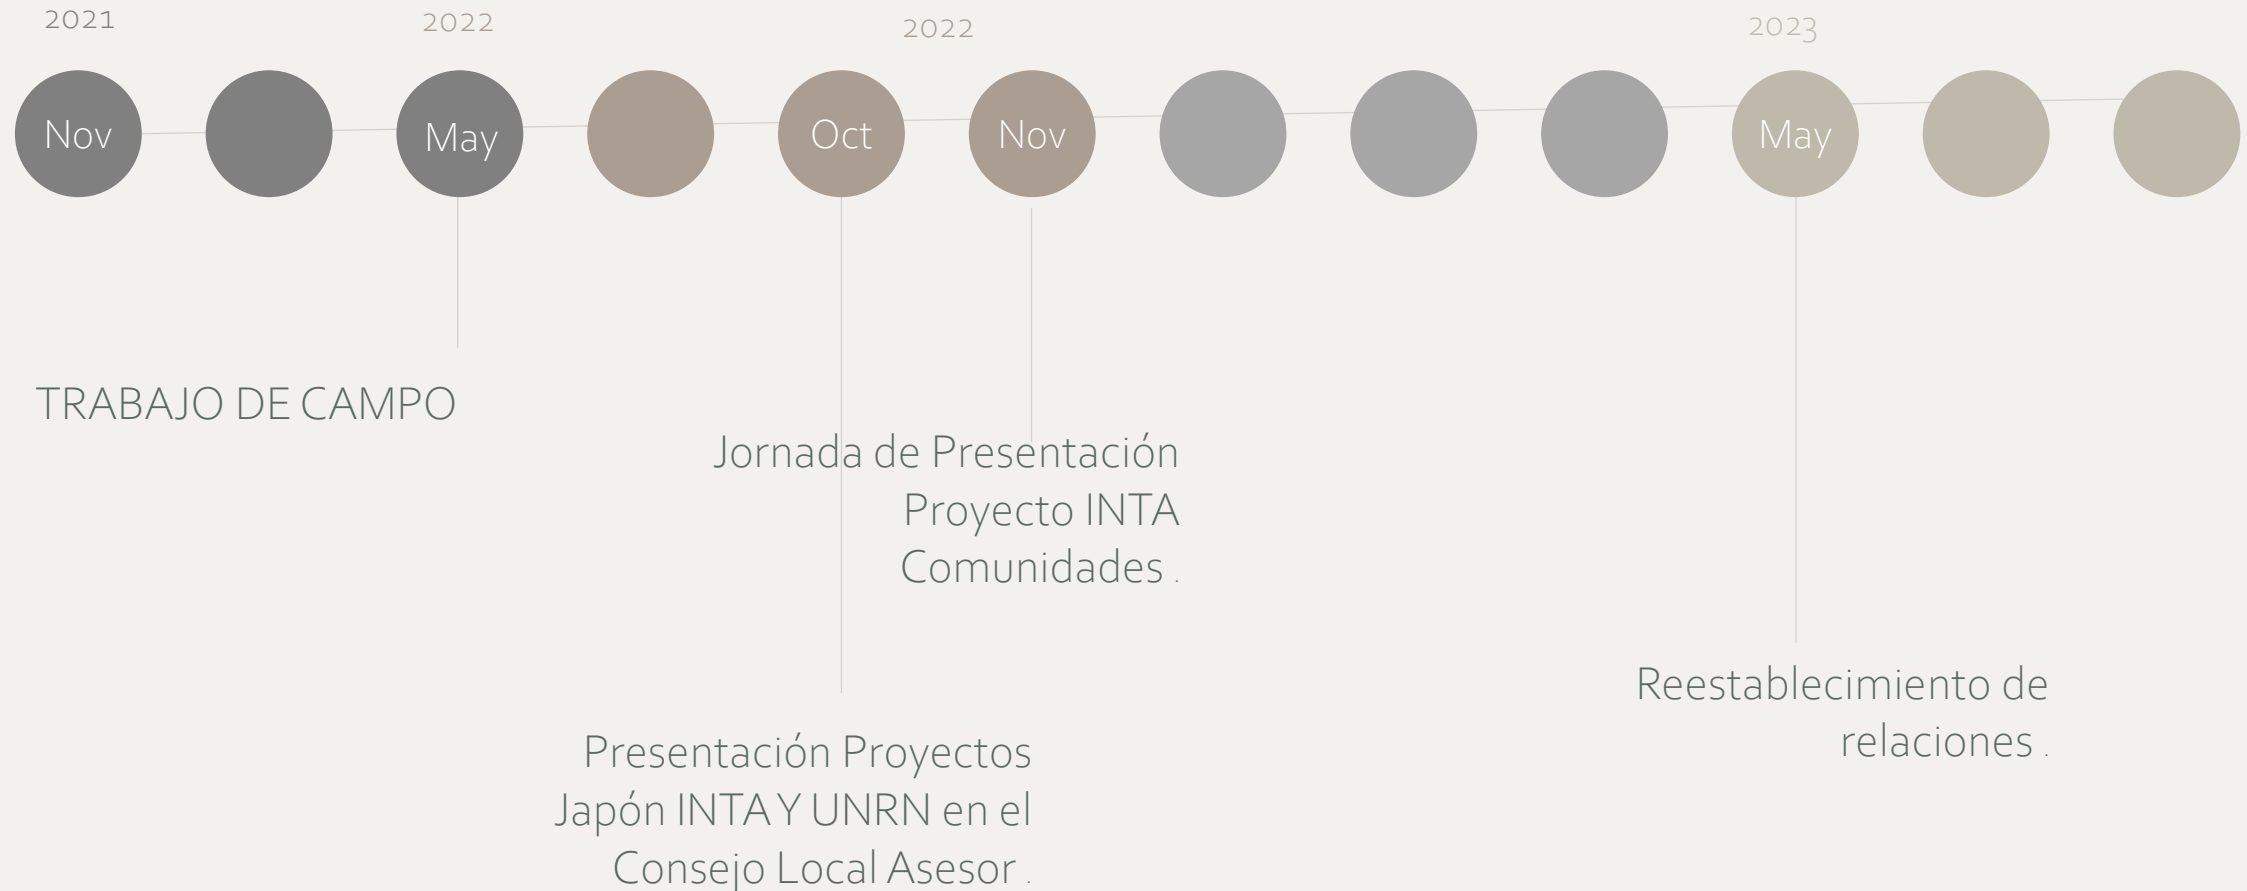 2021
2022
2022
2023
Nov
May
Oct
Nov
May
TRABAJO DE CAMPO
Jornada de Presentación
Proyecto INTA
Comunidades .
Presentación Proyectos
Japón INTA Y UNRN en el
Consejo Local Asesor .
Reestablecimiento de
relaciones .